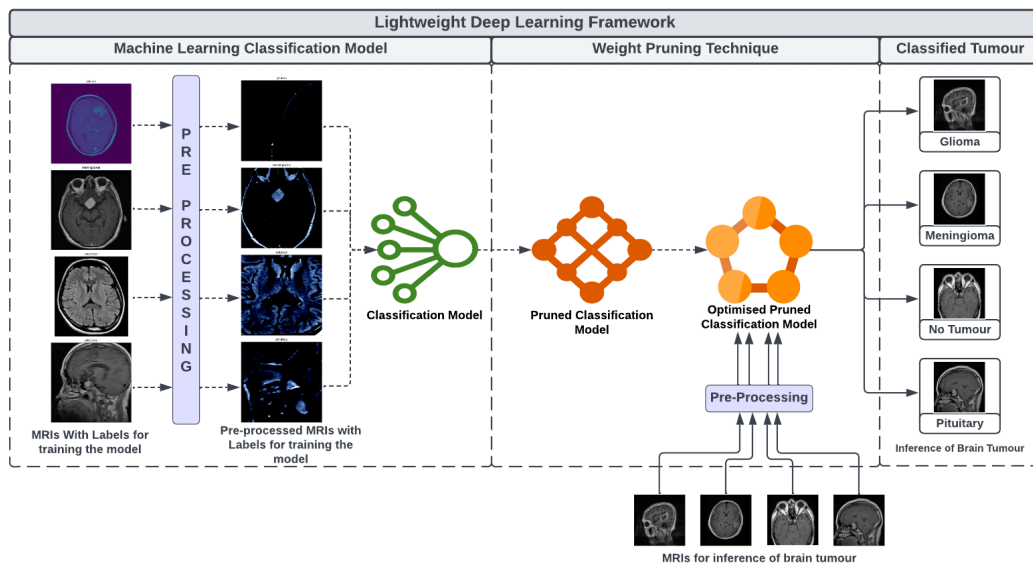 Lightweight Deep Learning Framework
Machine Learning Classification Model
Weight Pruning Technique
Classified Tumour
PRE PROCESSING
MRIs With Labels for
training the model
Pre-processed MRIs with
Labels for training the
model
Classification Model
Pruned Classification
Model
Optimised Pruned
Classification Model
Pre-Processing
MRIs for inference of brain tumour
Glioma
Meningioma
No Tumour
Pituitary
Inference of Brain Tumour